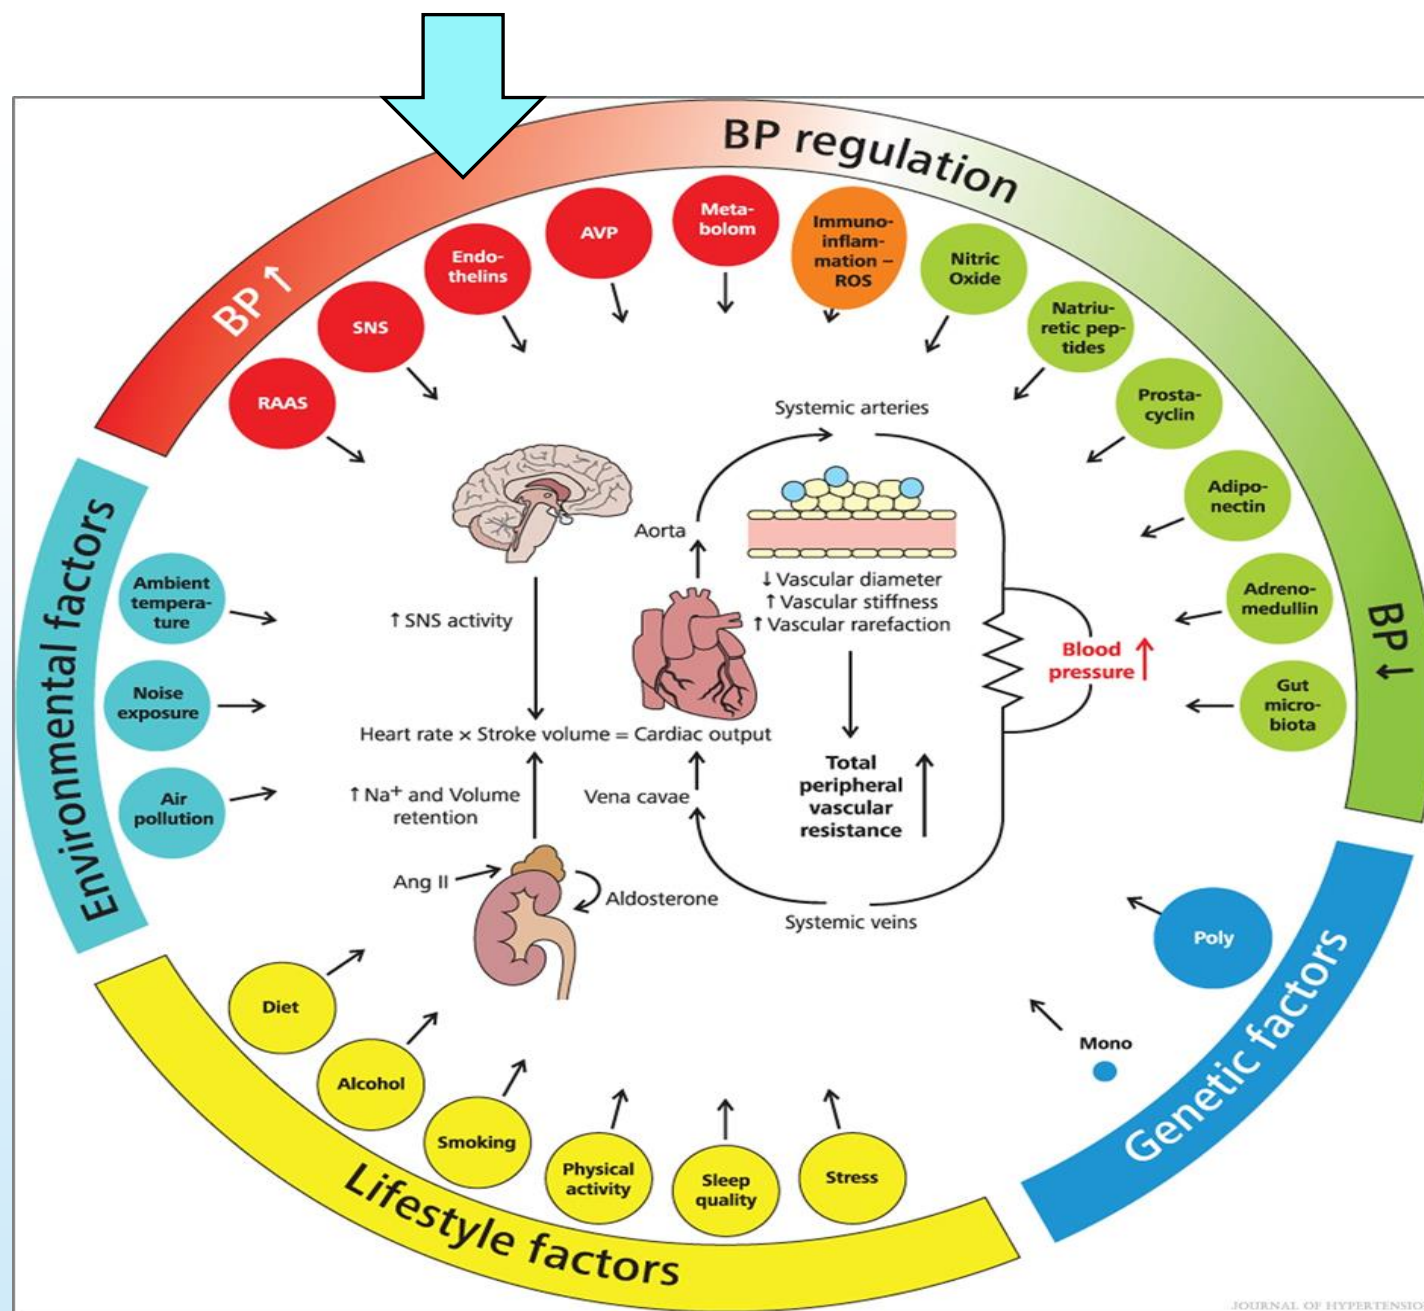 BP regulation
BP ↑
BP ↓
RAAS
SNS
Endo-
thelins
AVP
Meta-
bolom
Immuno-
inflam-
mation –
ROS
Nitric
Oxide
Natriu-
retic pep-
tides
Prosta-
cyclin
Adipo-
nectin
Adreno-
medullin
Gut
micro-
biota
Environmental factors
Ambient
tempera-
ture
Noise
exposure
Air
pollution
Systemic arteries
Aorta
↓ Vascular diameter
↑ Vascular stiffness
↑ Vascular rarefaction
↑ SNS activity
Blood
pressure ↑
Heart rate × Stroke volume = Cardiac output
Total
peripheral
vascular
resistance
↑ Na⁺ and Volume
retention
Vena cavae
Ang II
Aldosterone
Systemic veins
Genetic factors
Poly
Mono
Lifestyle factors
Diet
Alcohol
Smoking
Physical
activity
Sleep
quality
Stress
JOURNAL OF HYPERTENSIO